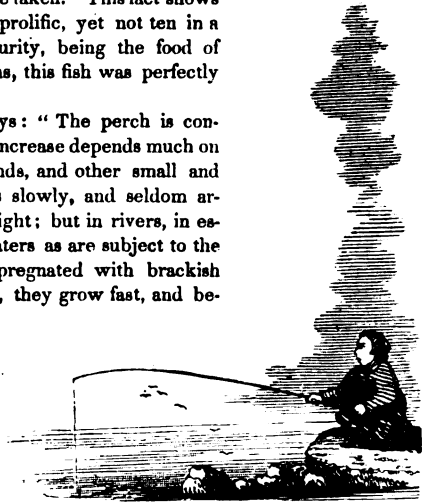 taken. This fact shows
prolific, yet not ten in a
urity, being the food of
s, this fish was perfectly
ys: “ The perch is con-
ncrease depends much on
nds, and other small and
s slowly, and seldom ar-
ight; but in rivers, in es-
aters as are subject to the
pregnated with brackish
, they grow fast, and be-